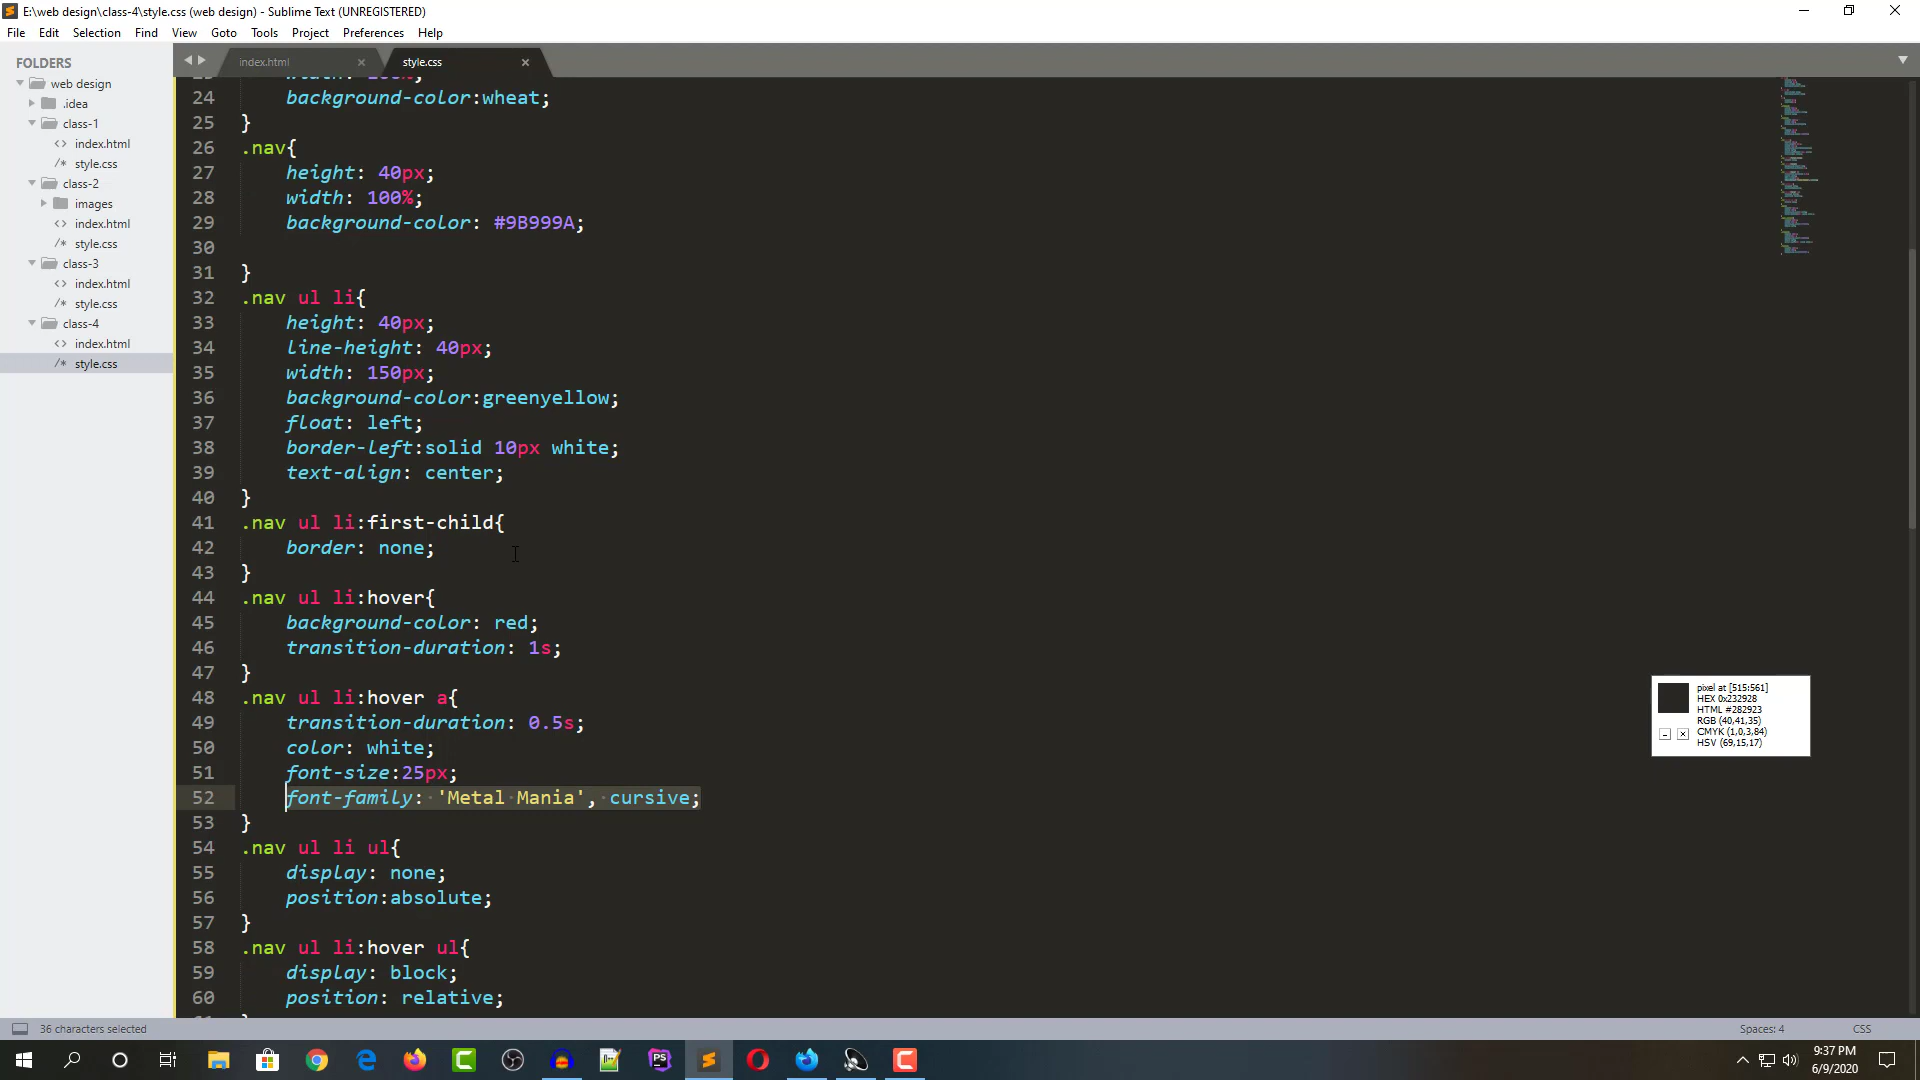 E:\web design\class-4\style.css (web design) - Sublime Text (UNREGISTERED)
File Edit Selection Find View Goto Tools Project Preferences Help
FOLDERS
web design
.idea
class-1
<> index.html
/* style.css
class-2
images
<> index.html
/* style.css
class-3
<> index.html
/* style.css
class-4
<> index.html
/* style.css
index.html
style.css
24 background-color:wheat;
25 }
26 .nav{
27 height: 40px;
28 width: 100%;
29 background-color: #9B999A;
30
31 }
32 .nav ul li{
33 height: 40px;
34 line-height: 40px;
35 width: 150px;
36 background-color:greenyellow;
37 float: left;
38 border-left:solid 10px white;
39 text-align: center;
40 }
41 .nav ul li:first-child{
42 border: none;
43 }
44 .nav ul li:hover{
45 background-color: red;
46 transition-duration: 1s;
47 }
48 .nav ul li:hover a{
49 transition-duration: 0.5s;
50 color: white;
51 font-size:25px;
52 font-family: 'Metal Mania', cursive;
53 }
54 .nav ul li ul{
55 display: none;
56 position:absolute;
57 }
58 .nav ul li:hover ul{
59 display: block;
60 position: relative;
pixel at [515:561]
HEX 0x232928
HTML #282923
RGB (40,41,35)
CMYK (1,0,3,84)
HSV (69,15,17)
36 characters selected
Spaces: 4
CSS
PS
9:37 PM
6/9/2020